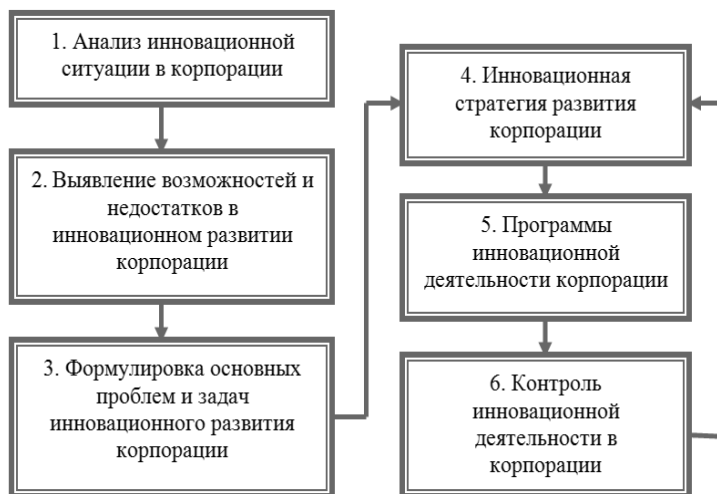 1. Анализ инновационной
ситуации в корпорации
2. Выявление возможностей и
недостатков в
инновационном развитии
корпорации
3. Формулировка основных
проблем и задач
инновационного развития
корпорации
4. Инновационная
стратегия развития
корпорации
5. Программы
инновационной
деятельности корпорации
6. Контроль
инновационной
деятельности в
корпорации